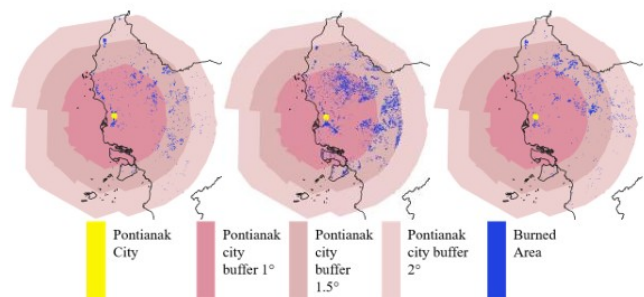 Pontianak
City
Pontianak
city
buffer 1°
Pontianak
city
buffer
1.5°
Pontianak
city buffer
2°
Burned
Area